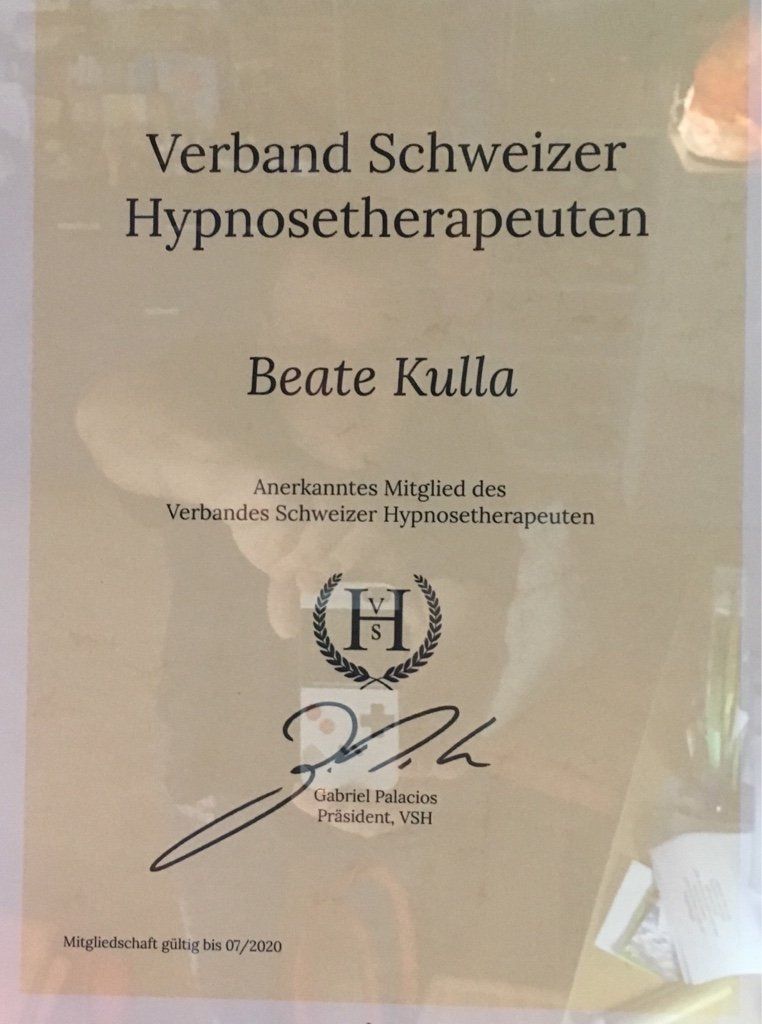 Verband Schweizer
Hypnosetherapeuten
Beate Kulla
Anerkanntes Mitglied des
Verbandes Schweizer Hypnosetherapeuten
VHS
Gabriel Palacios
Präsident, VSH
Mitgliedschaft gültig bis 07/2020